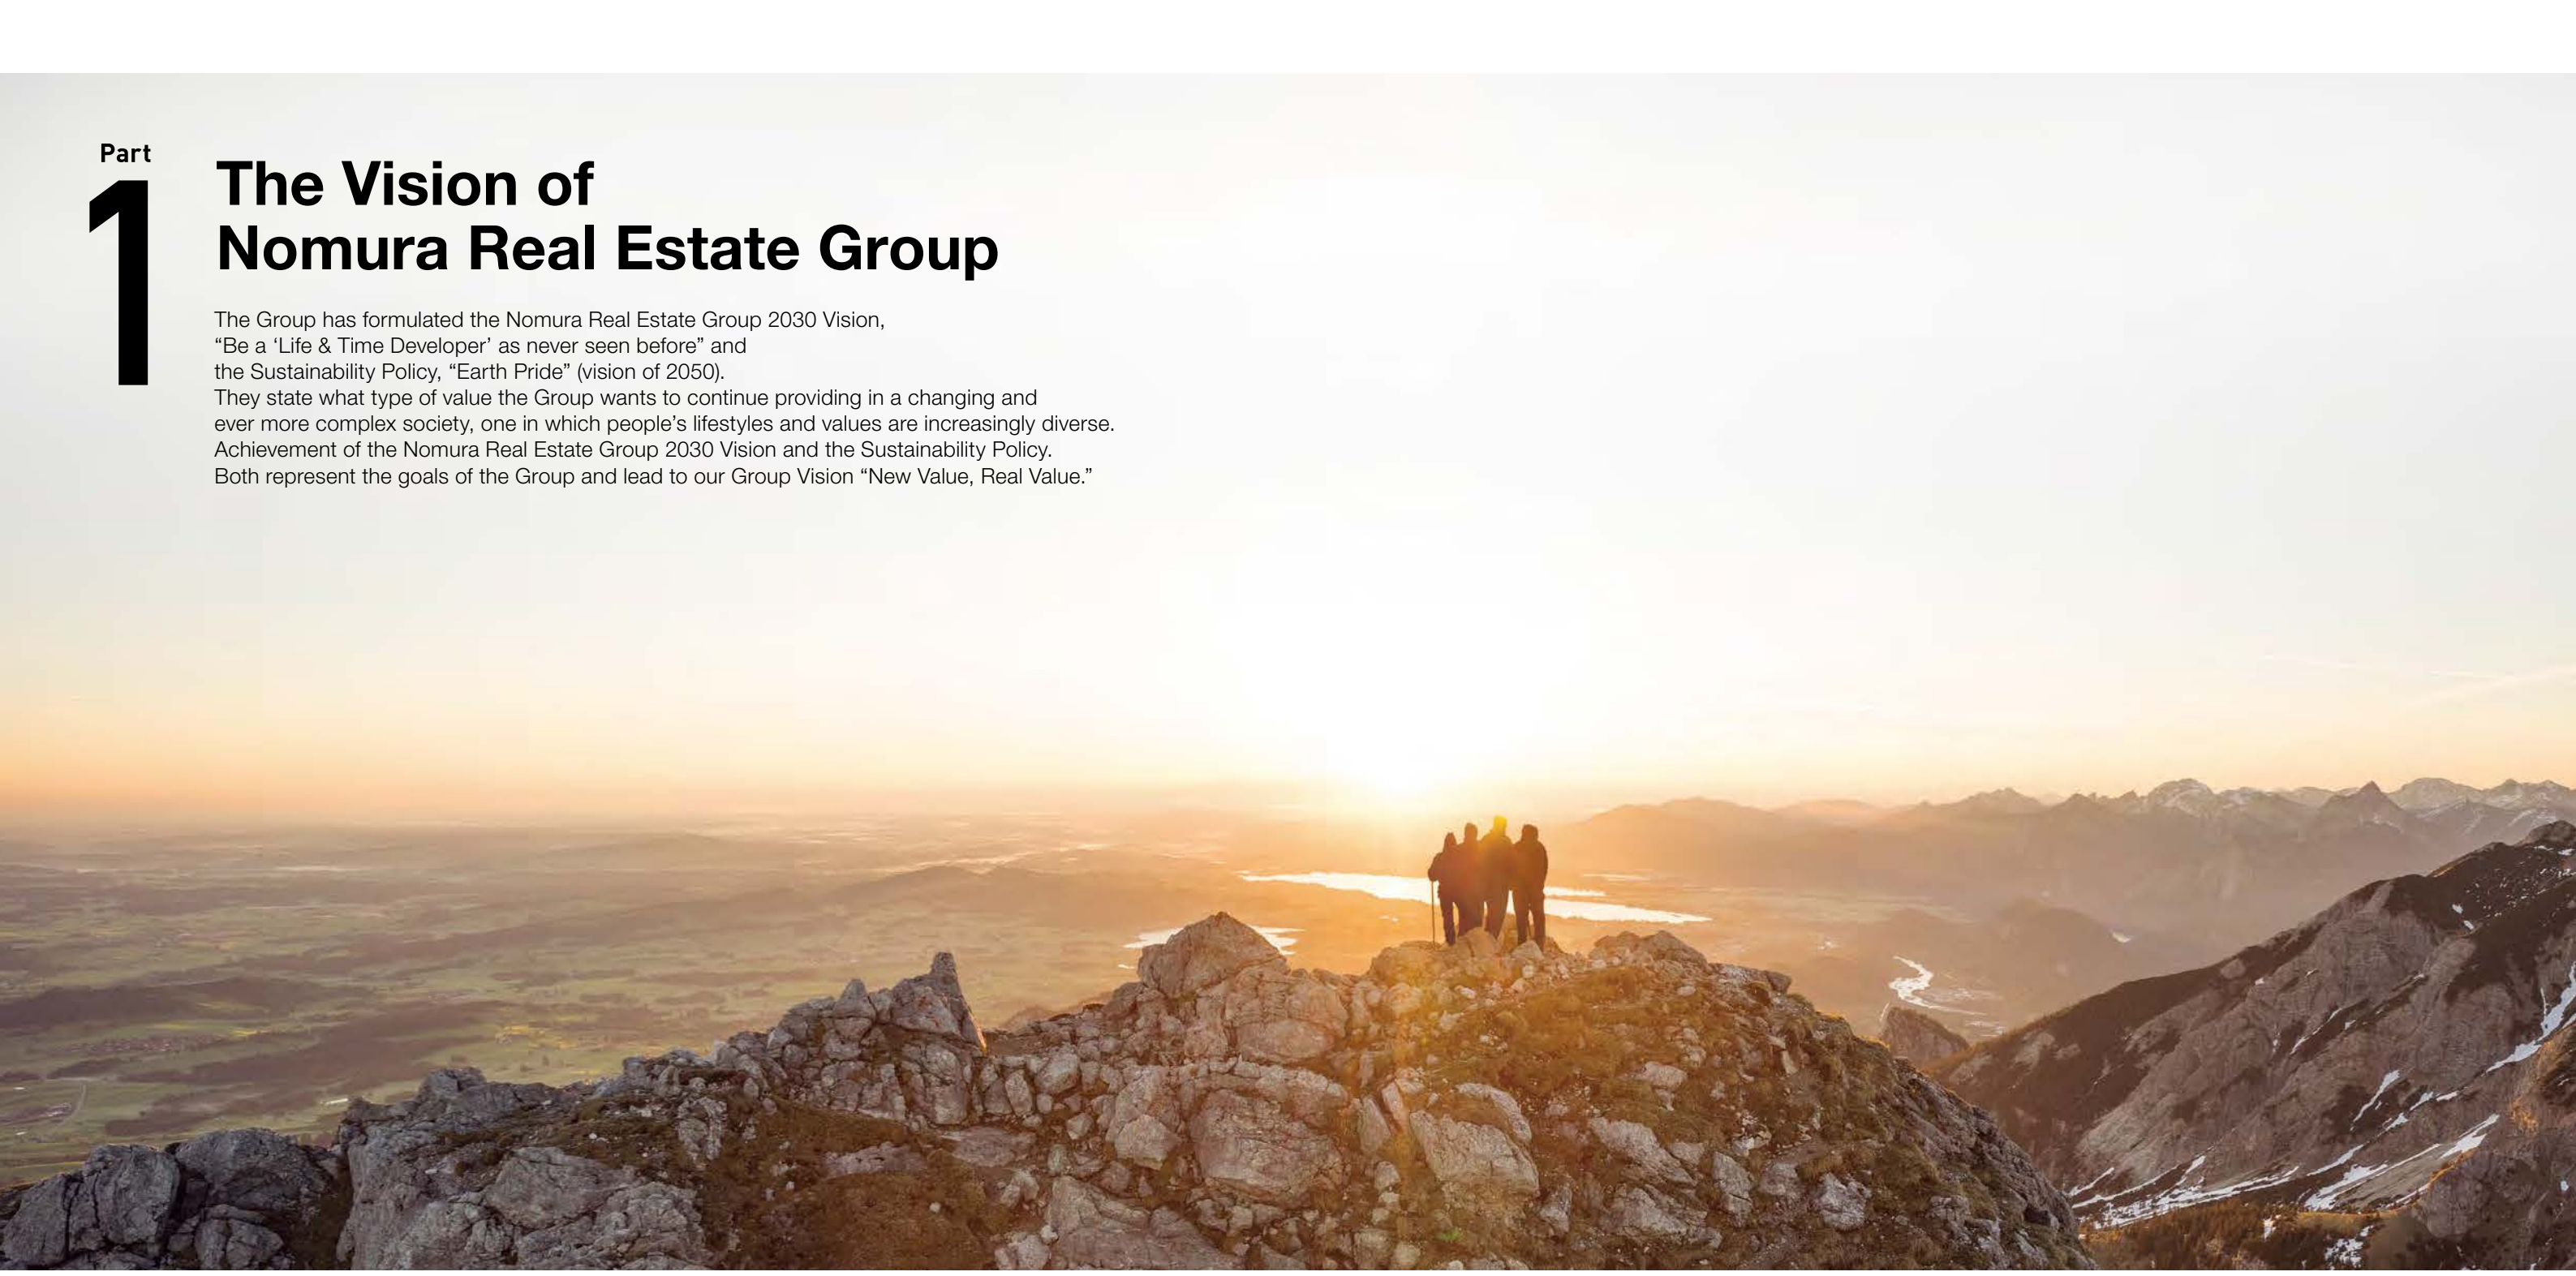 Part
1
The Vision of
Nomura Real Estate Group
The Group has formulated the Nomura Real Estate Group 2030 Vision,
“Be a ‘Life & Time Developer’ as never seen before” and
the Sustainability Policy, “Earth Pride” (vision of 2050).
They state what type of value the Group wants to continue providing in a changing and
ever more complex society, one in which people’s lifestyles and values are increasingly diverse.
Achievement of the Nomura Real Estate Group 2030 Vision and the Sustainability Policy.
Both represent the goals of the Group and lead to our Group Vision “New Value, Real Value.”